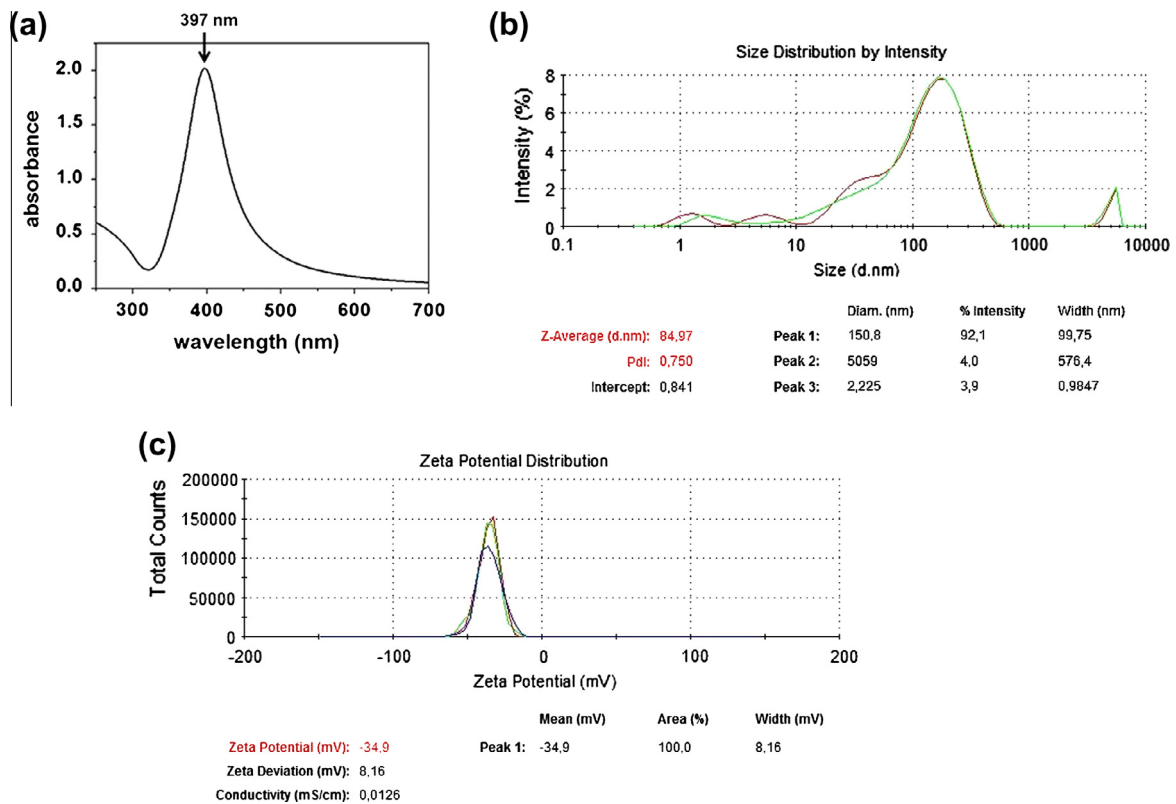 (a)
397 nm
absorbance
2.0
1.5
1.0
0.5
0.0
300 400 500 600 700
wavelength (nm)
(b)
Size Distribution by Intensity
Intensity (%)
8
6
4
2
0
0.1 1 10 100 1000 10000
Size (d.nm)
Diam. (nm) % Intensity Width (nm)
Z-Average (d.nm): 84,97 Peak 1: 150,8 92,1 99,75
Pdl: 0,750 Peak 2: 5059 4,0 576,4
Intercept: 0,841 Peak 3: 2,225 3,9 0,9847
(c)
Zeta Potential Distribution
Total Counts
200000
150000
100000
50000
0
-200 -100 0 100 200
Zeta Potential (mV)
Mean (mV) Area (%) Width (mV)
Zeta Potential (mV): -34,9 Peak 1: -34,9 100,0 8,16
Zeta Deviation (mV): 8,16
Conductivity (mS/cm): 0,0126